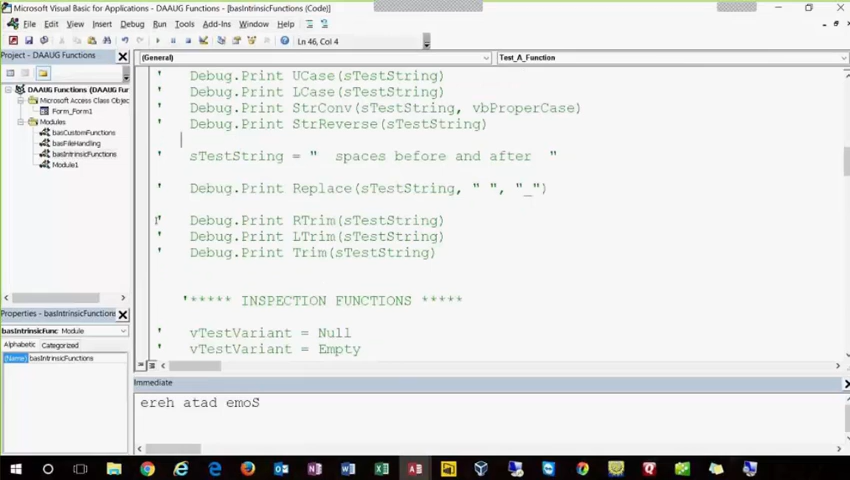 Microsoft Visual Basic for Applications - DAAUG Functions - [basIntrinsicFunctions (Code)]
File Edit View Insert Debug Run Tools Add-Ins Window Help
Ln 46, Col 4
Project - DAAUG Functions
(General) Test_A_Function
DAAUG Functions (DAAUG Fur
Microsoft Access Class Objec
Form_Form1
Modules
basCustomFunctions
basFileHandling
basIntrinsicFunctions
Module1
' Debug.Print UCase(sTestString)
' Debug.Print LCase(sTestString)
' Debug.Print StrConv(sTestString, vbProperCase)
' Debug.Print StrReverse(sTestString)
' sTestString = "  spaces before and after  "
' Debug.Print Replace(sTestString, " ", "_")
' Debug.Print RTrim(sTestString)
' Debug.Print LTrim(sTestString)
' Debug.Print Trim(sTestString)
'***** INSPECTION FUNCTIONS *****
' vTestVariant = Null
' vTestVariant = Empty
Properties - basIntrinsicFunctions
basIntrinsicFunc Module
Alphabetic Categorized
(Name) basIntrinsicFunctions
Immediate
ereh atad emoS